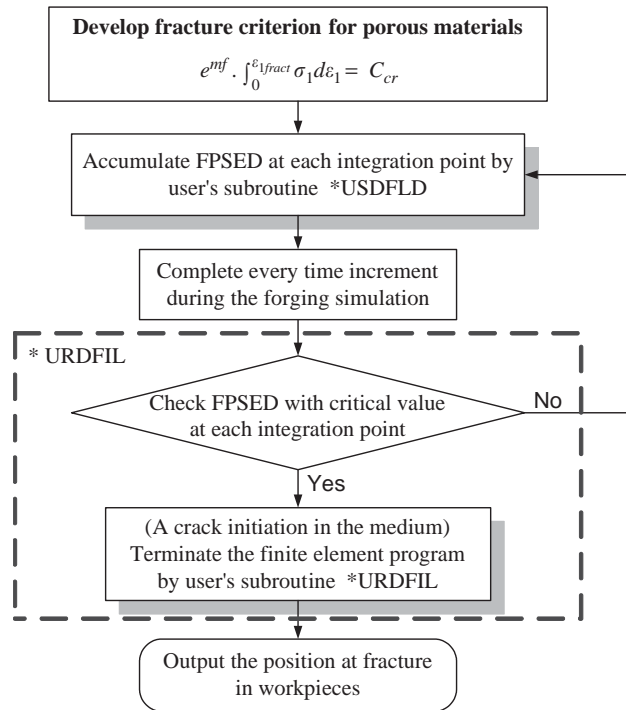 Develop fracture criterion for porous materials
e^{mf} . ∫_0^{ε_{1fract}} σ_1 dε_1 = C_{cr}
Accumulate FPSED at each integration point by
user's subroutine *USDFLD
Complete every time increment
during the forging simulation
* URDFIL
Check FPSED with critical value
at each integration point
No
Yes
(A crack initiation in the medium)
Terminate the finite element program
by user's subroutine *URDFIL
Output the position at fracture
in workpieces